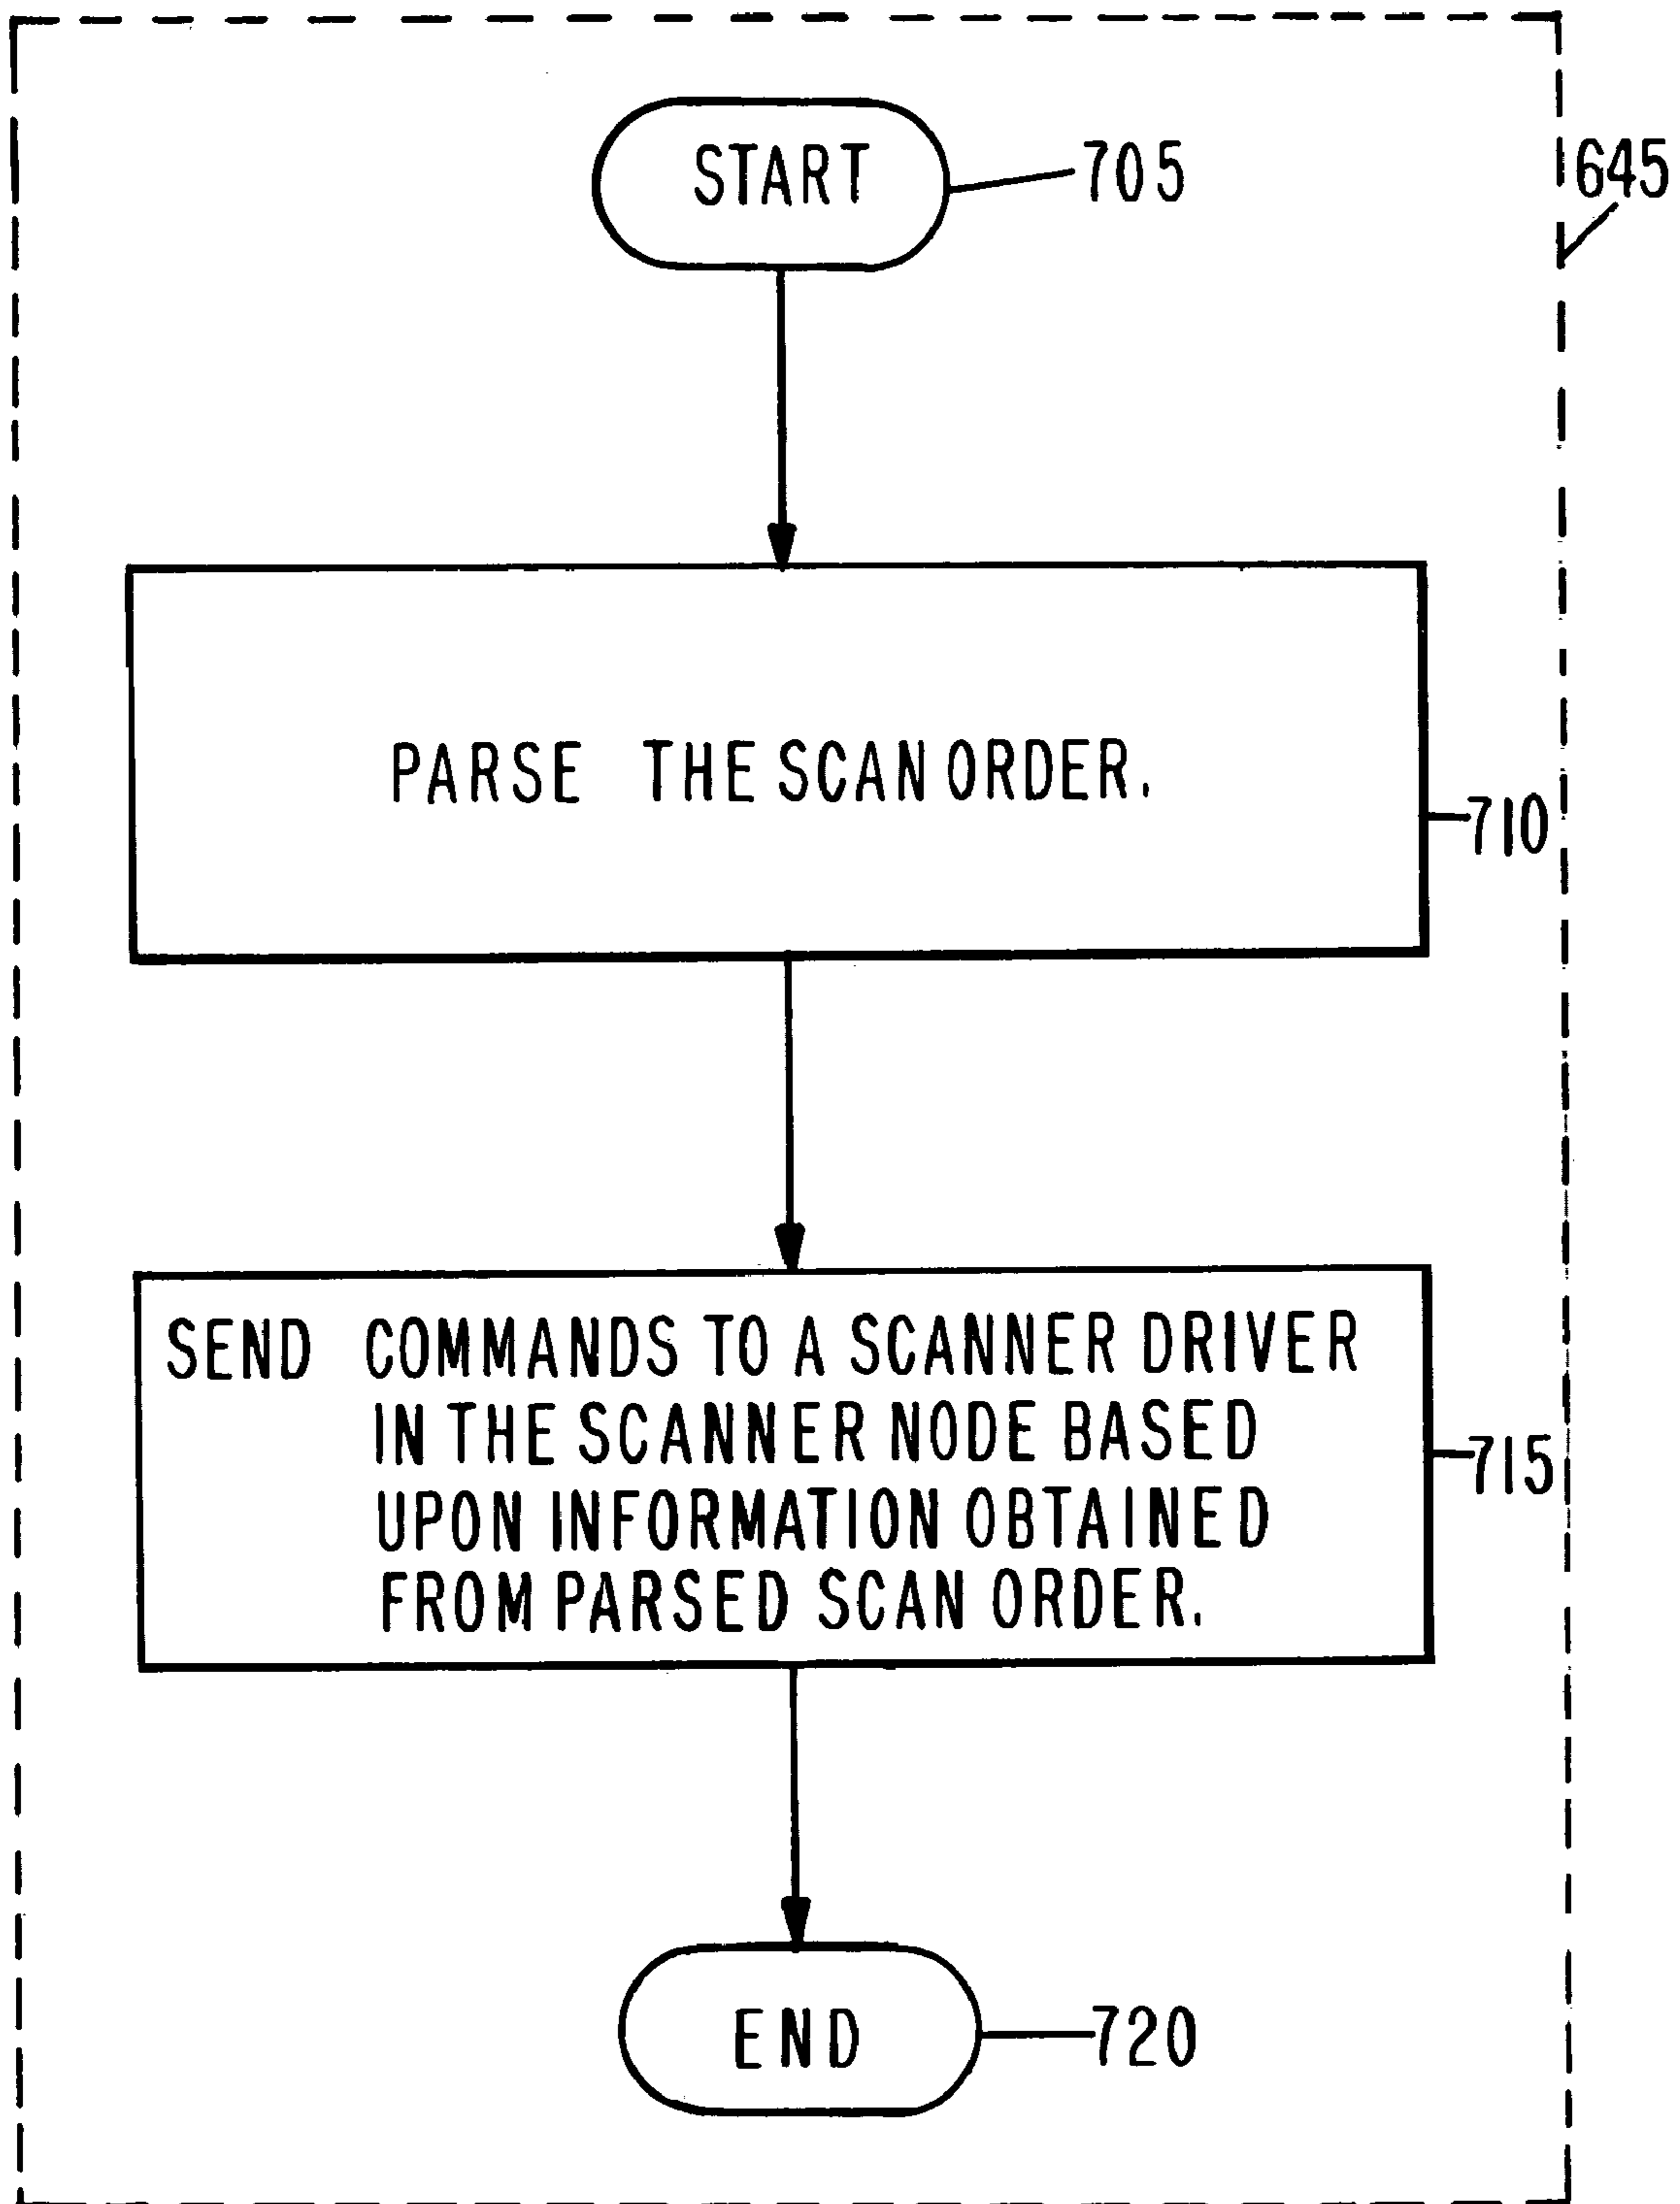 START
705
645
PARSE THE SCAN ORDER.
710
SEND COMMANDS TO A SCANNER DRIVER
IN THE SCANNER NODE BASED
UPON INFORMATION OBTAINED
FROM PARSED SCAN ORDER.
715
END
720